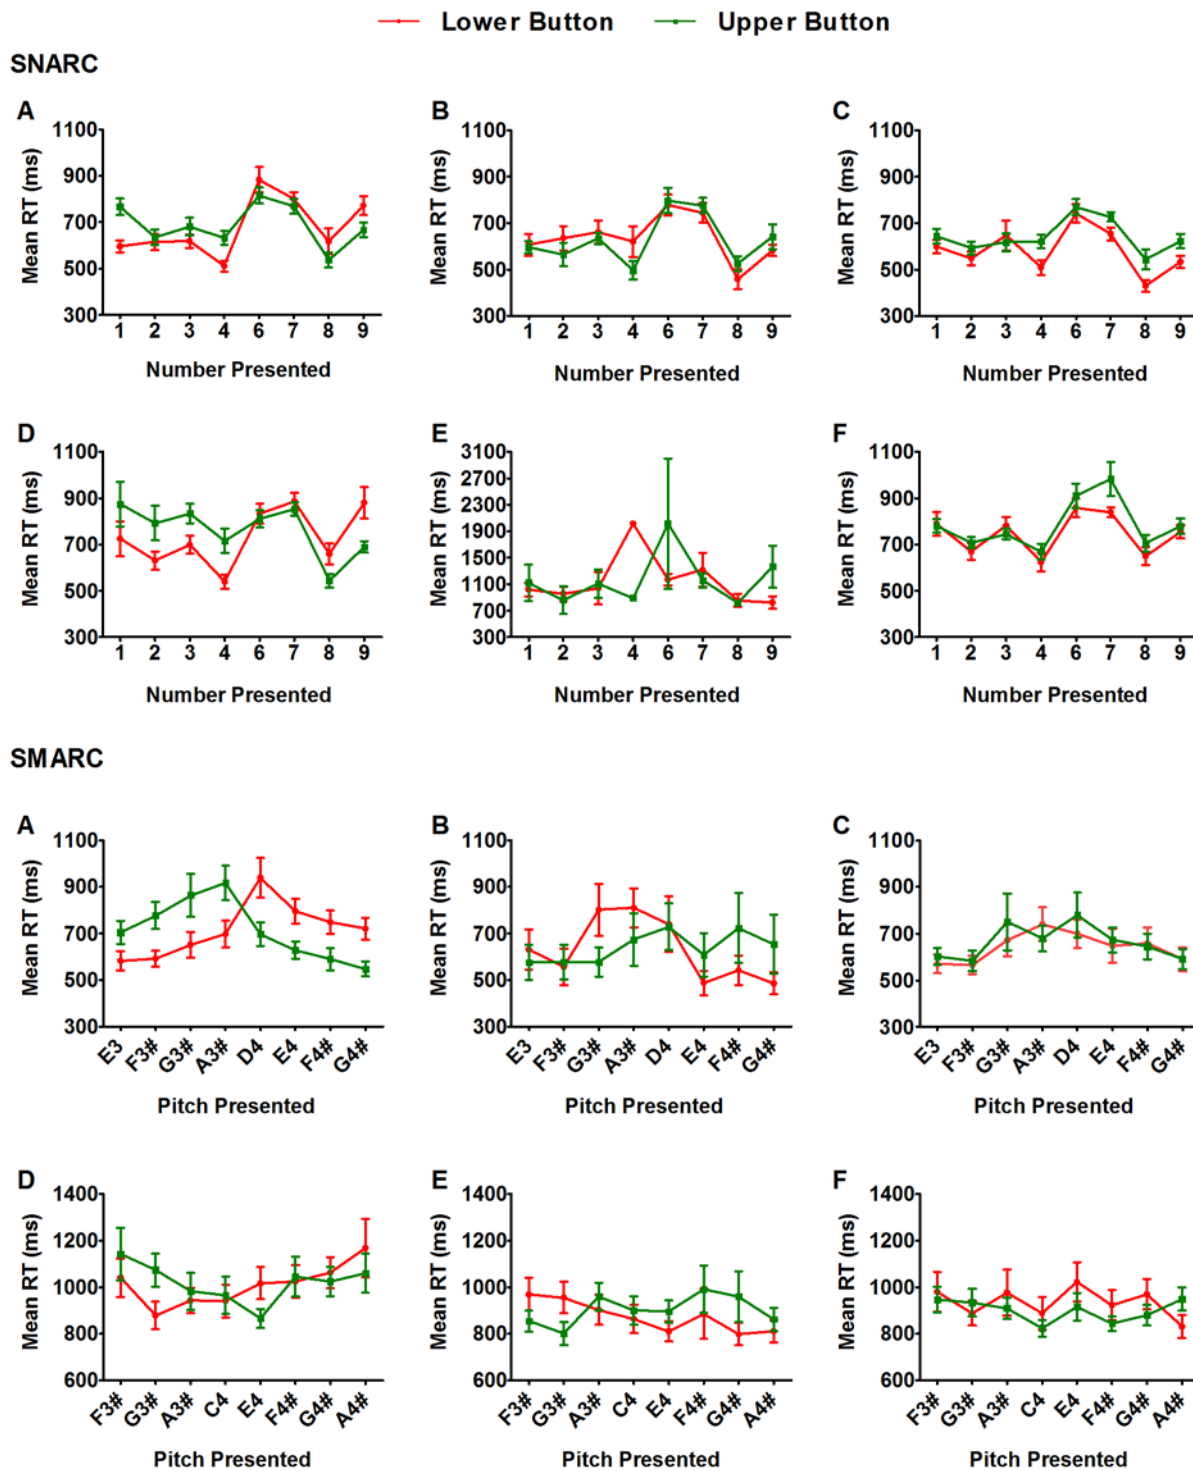 Lower Button Upper Button
SNARC
A B C
1100 1100 1100
900 900 900
700 700 700
500 500 500
300 300 300
Mean RT (ms) Mean RT (ms) Mean RT (ms)
1 2 3 4 6 7 8 9 1 2 3 4 6 7 8 9 1 2 3 4 6 7 8 9
Number Presented Number Presented Number Presented
D E F
1100 3100 1100
2700
900 2300 900
1900
700 1500 700
1100
500 700 500
300 300 300
Mean RT (ms) Mean RT (ms) Mean RT (ms)
1 2 3 4 6 7 8 9 1 2 3 4 6 7 8 9 1 2 3 4 6 7 8 9
Number Presented Number Presented Number Presented
SMARC
A B C
1100 1100 1100
900 900 900
700 700 700
500 500 500
300 300 300
Mean RT (ms) Mean RT (ms) Mean RT (ms)
E3 F3# G3# A3# D4 E4 F4# G4# E3 F3# G3# A3# D4 E4 F4# G4# E3 F3# G3# A3# D4 E4 F4# G4#
Pitch Presented Pitch Presented Pitch Presented
D E F
1400 1400 1400
1200 1200 1200
1000 1000 1000
800 800 800
600 600 600
Mean RT (ms) Mean RT (ms) Mean RT (ms)
F3# G3# A3# C4 E4 F4# G4# A4# F3# G3# A3# C4 E4 F4# G4# A4# F3# G3# A3# C4 E4 F4# G4# A4#
Pitch Presented Pitch Presented Pitch Presented